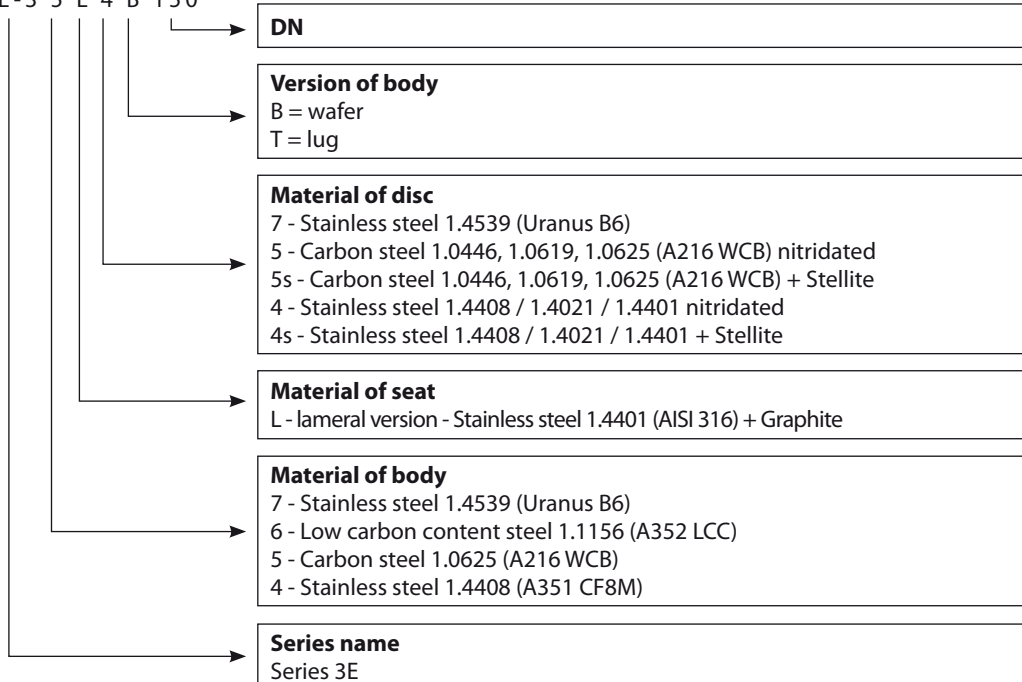 DN
Version of body
B = wafer
T = lug
Material of disc
7 - Stainless steel 1.4539 (Uranus B6)
5 - Carbon steel 1.0446, 1.0619, 1.0625 (A216 WCB) nitridated
5s - Carbon steel 1.0446, 1.0619, 1.0625 (A216 WCB) + Stellite
4 - Stainless steel 1.4408 / 1.4021 / 1.4401 nitridated
4s - Stainless steel 1.4408 / 1.4021 / 1.4401 + Stellite
Material of seat
L - lameral version - Stainless steel 1.4401 (AISI 316) + Graphite
Material of body
7 - Stainless steel 1.4539 (Uranus B6)
6 - Low carbon content steel 1.1156 (A352 LCC)
5 - Carbon steel 1.0625 (A216 WCB)
4 - Stainless steel 1.4408 (A351 CF8M)
Series name
Series 3E